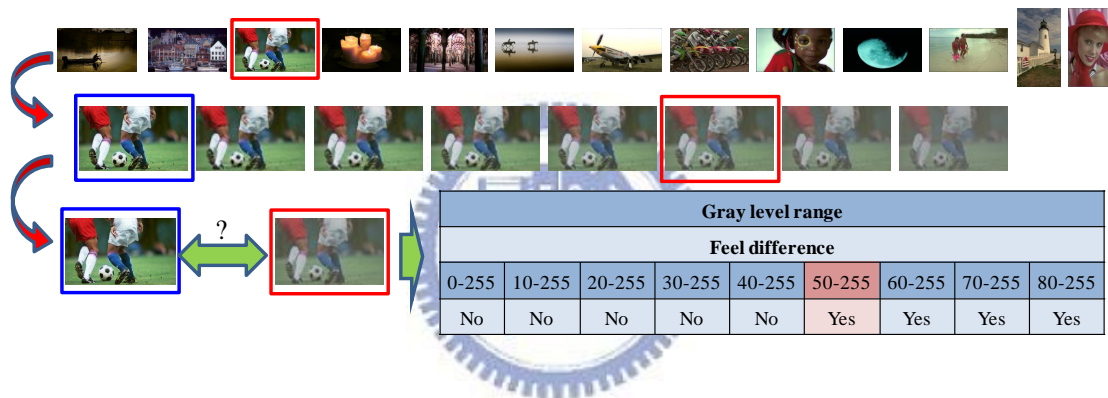 ?
Gray level range
Feel difference
0-255 10-255 20-255 30-255 40-255 50-255 60-255 70-255 80-255
No No No No No Yes Yes Yes Yes